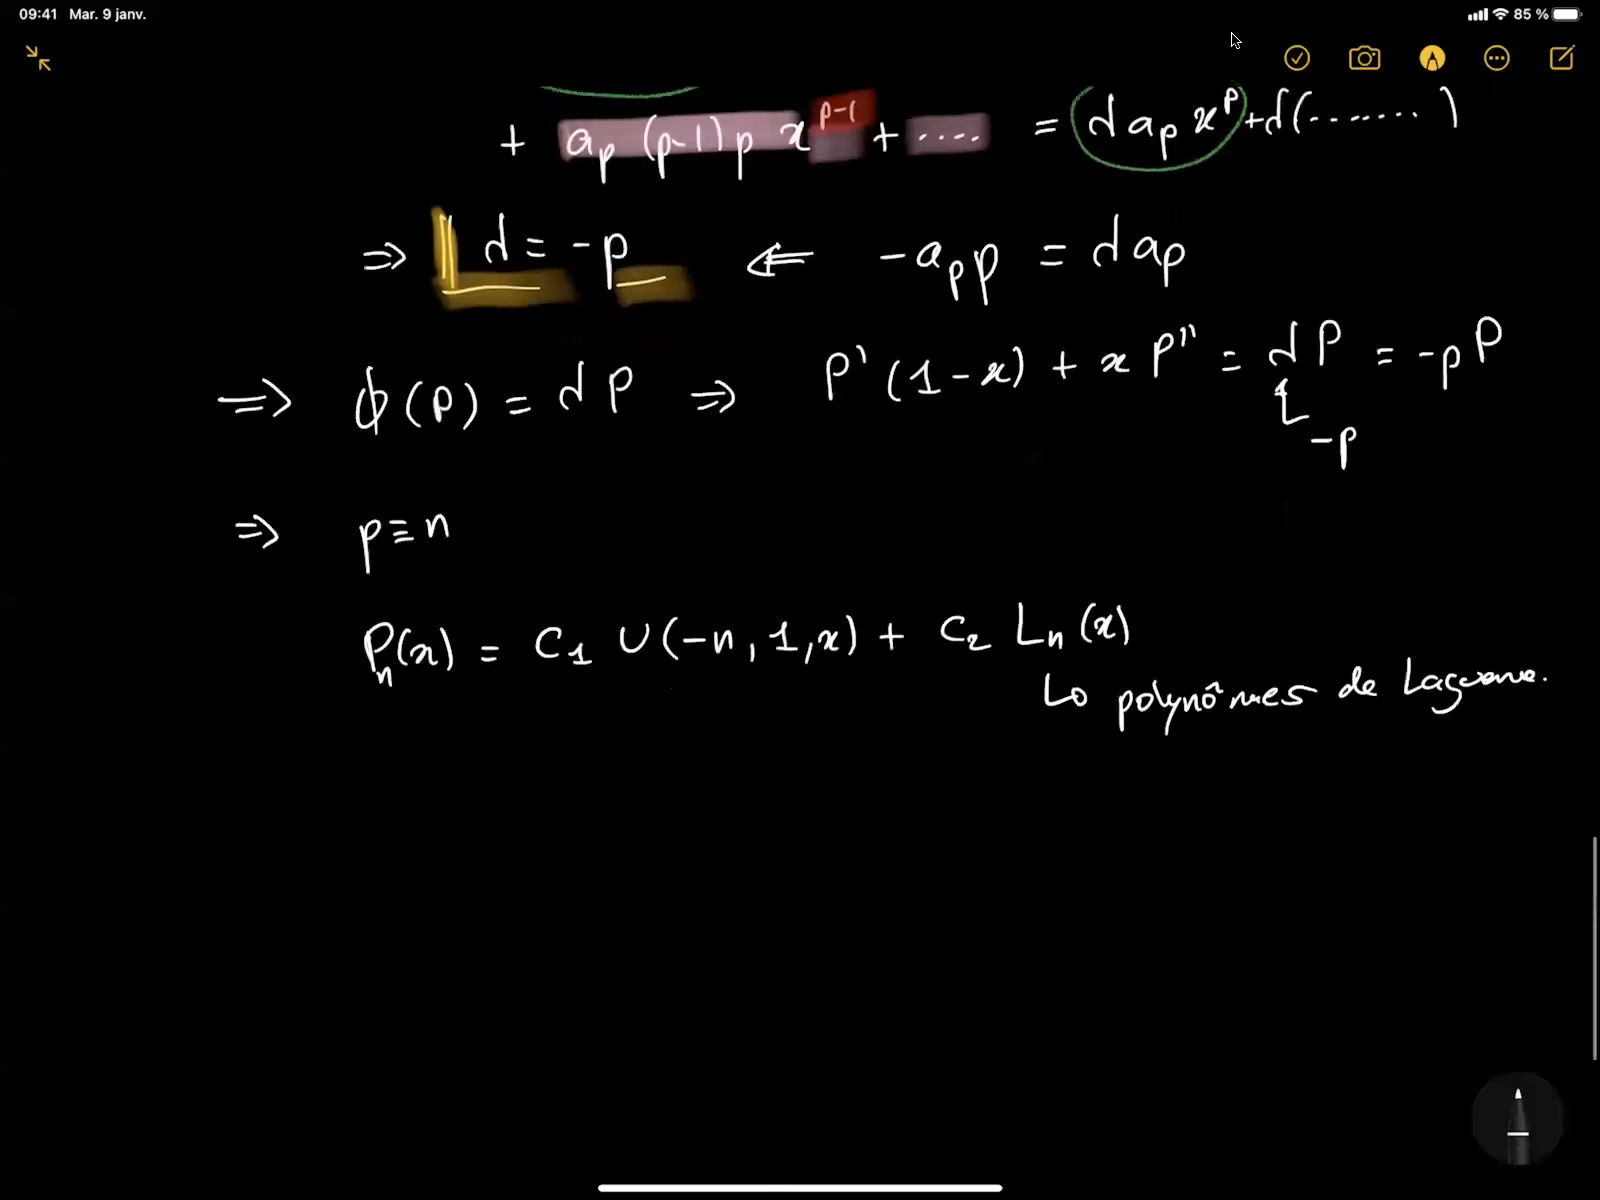 09:41 Mar. 9 janv. 85 %
+ a_p (p-1) p x^{p-1} + .... = d a_p x^p + d(.......)
⇒ d = -p ⇐ -a_p p = d a_p
⇒ ϕ(P) = d P ⇒ P'(1-x) + x P'' = d P = -p P
-p
⇒ p ≡ n
P_n(x) = C_1 U(-n, 1, x) + C_2 L_n(x)
polynômes de Laguerre.